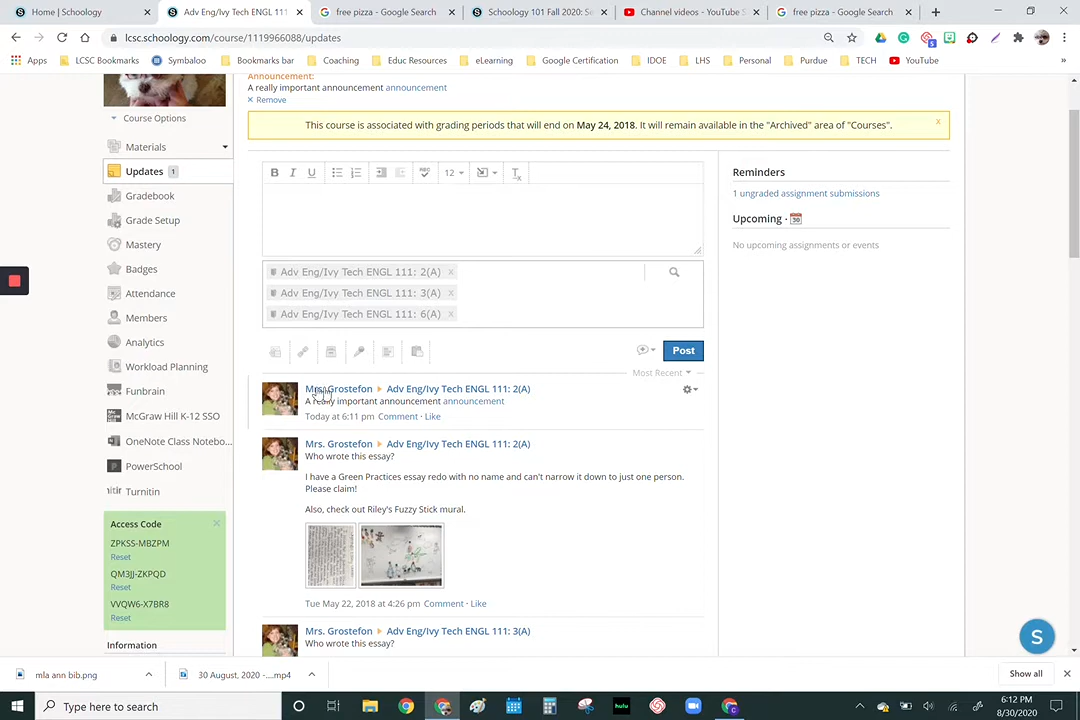 Home | Schoology
Adv Eng/Ivy Tech ENGL 111:
free pizza - Google Search
Schoology 101 Fall 2020: Se
Channel videos - YouTube S
free pizza - Google Search
lcsc.schoology.com/course/1119966088/updates
Apps
LCSC Bookmarks
Symbaloo
Bookmarks bar
Coaching
Educ Resources
eLearning
Google Certification
IDOE
LHS
Personal
Purdue
TECH
YouTube
»
Announcement:
A really important announcement announcement
× Remove
This course is associated with grading periods that will end on May 24, 2018. It will remain available in the "Archived" area of "Courses".
Course Options
Materials
Updates 1
Gradebook
Grade Setup
Mastery
Badges
Attendance
Members
Analytics
Workload Planning
Funbrain
McGraw Hill K-12 SSO
OneNote Class Notebo...
PowerSchool
Turnitin
Access Code
ZPKSS-MBZPM
Reset
QM3JJ-ZKPQD
Reset
VVQW6-X7BR8
Reset
Information
B I U
12
Adv Eng/Ivy Tech ENGL 111: 2(A) x
Adv Eng/Ivy Tech ENGL 111: 3(A) x
Adv Eng/Ivy Tech ENGL 111: 6(A) x
Post
Most Recent
Mrs. Grostefon Adv Eng/Ivy Tech ENGL 111: 2(A)
A really important announcement announcement
Today at 6:11 pm Comment · Like
Mrs. Grostefon Adv Eng/Ivy Tech ENGL 111: 2(A)
Who wrote this essay?
I have a Green Practices essay redo with no name and can't narrow it down to just one person.
Please claim!
Also, check out Riley's Fuzzy Stick mural.
Tue May 22, 2018 at 4:26 pm Comment · Like
Mrs. Grostefon Adv Eng/Ivy Tech ENGL 111: 3(A)
Who wrote this essay?
Reminders
1 ungraded assignment submissions
Upcoming ·
No upcoming assignments or events
S
mla ann bib.png
30 August, 2020 -....mp4
Show all
Type here to search
hulu
6:12 PM
8/30/2020